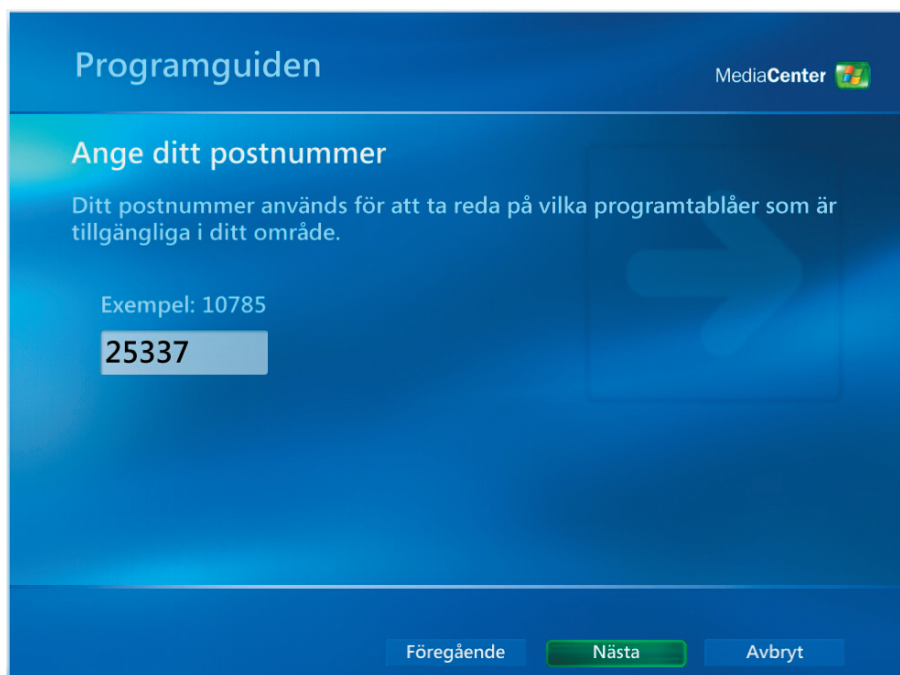 Programguiden
MediaCenter
Ange ditt postnummer
Ditt postnummer används för att ta reda på vilka programtablåer som är
tillgängliga i ditt område.
Exempel: 10785
25337
Föregående Nästa Avbryt